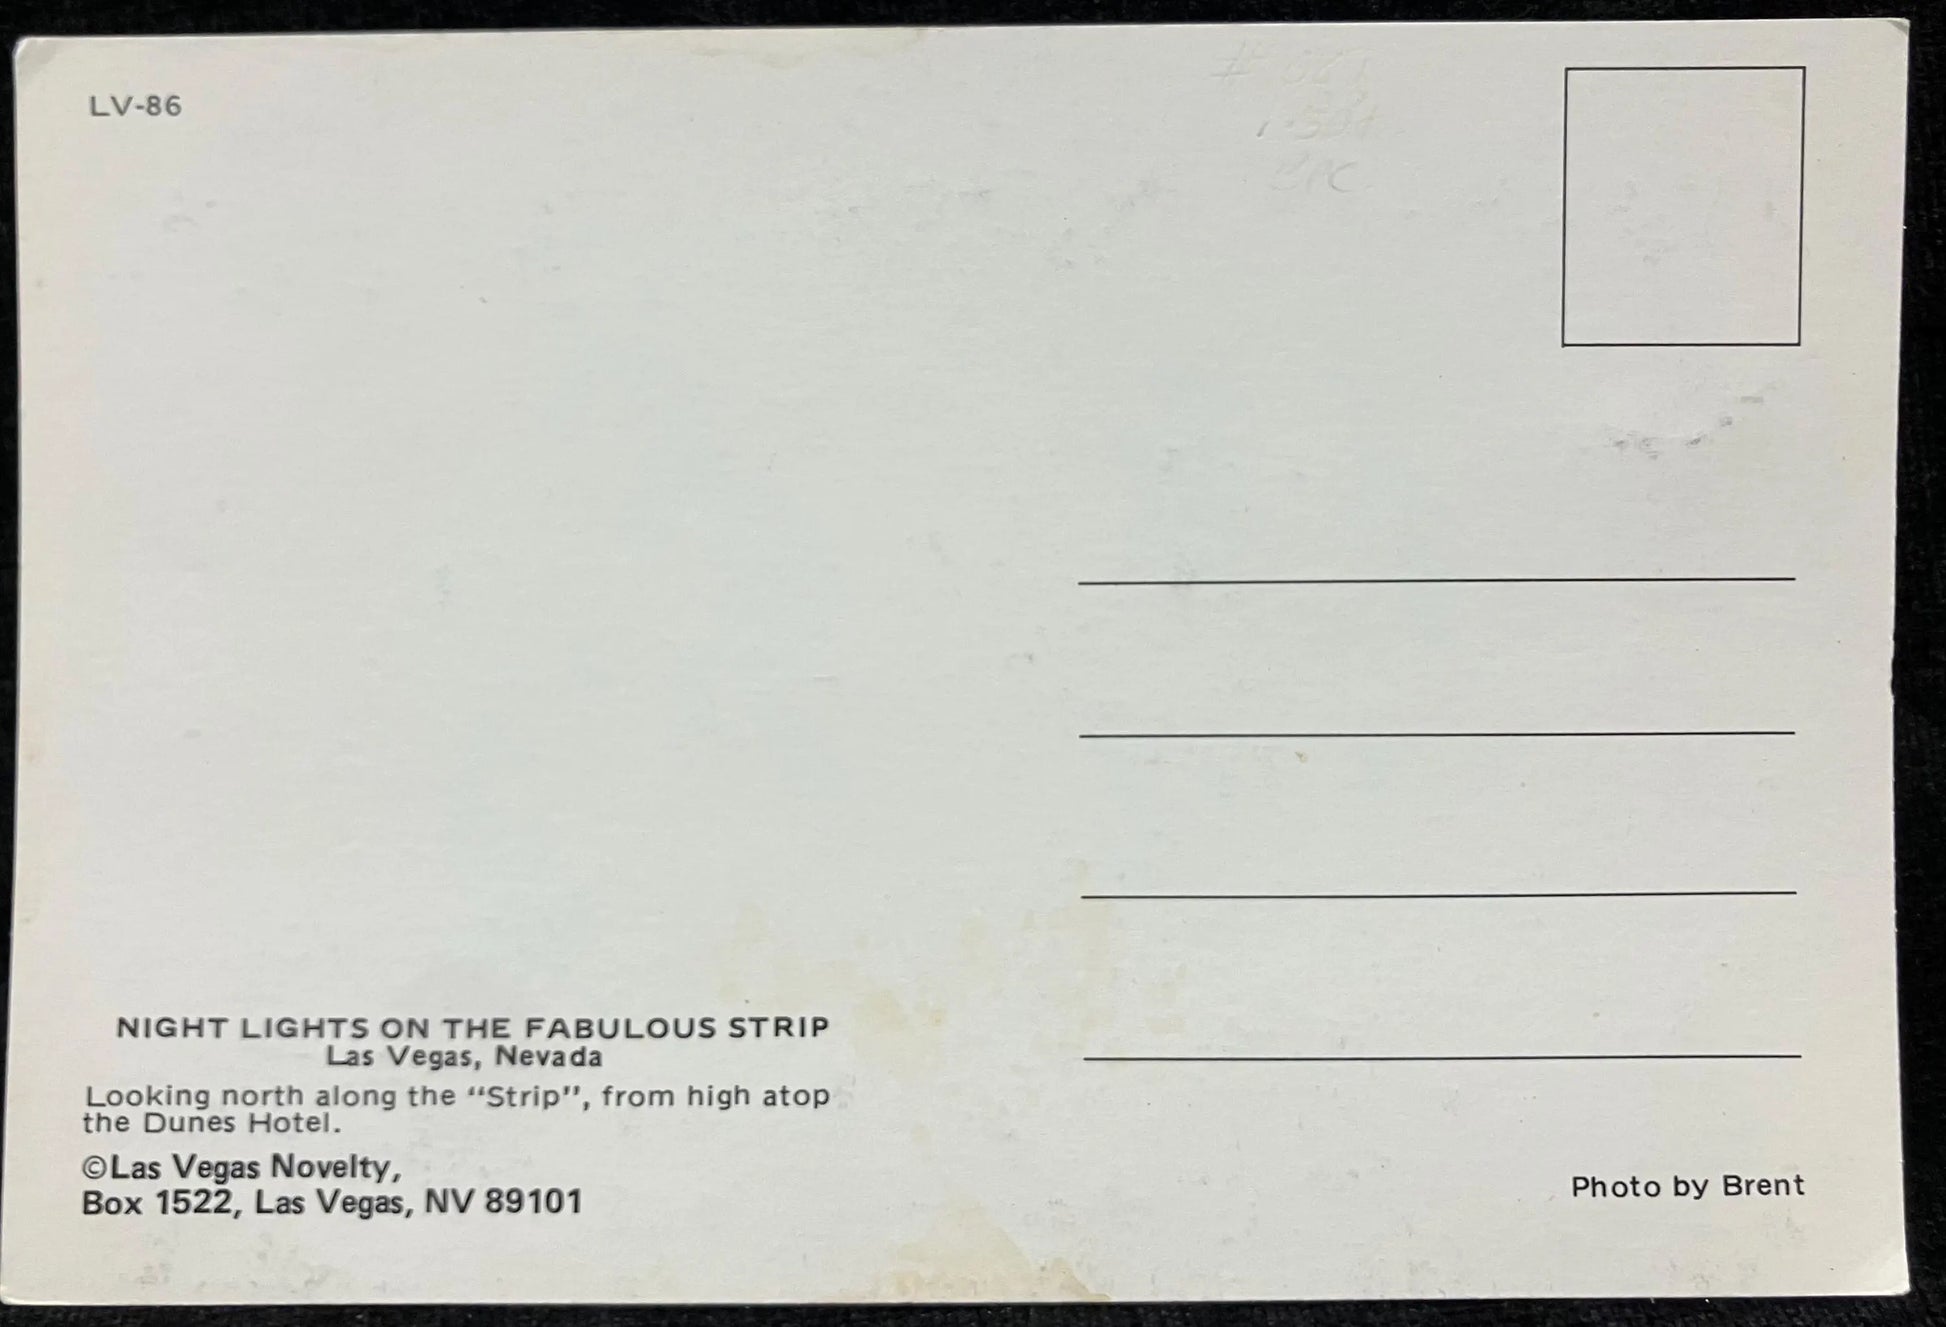 LV-86
NIGHT LIGHTS ON THE FABULOUS STRIP
Las Vegas, Nevada
Looking north along the “Strip”, from high atop
the Dunes Hotel.
©Las Vegas Novelty,
Box 1522, Las Vegas, NV 89101
Photo by Brent